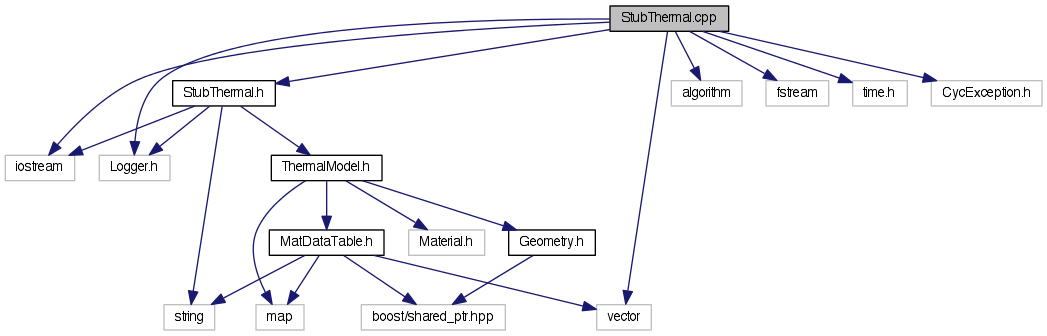 StubThermal.cpp
StubThermal.h
algorithm
fstream
time.h
CycException.h
iostream
Logger.h
ThermalModel.h
MatDataTable.h
Material.h
Geometry.h
string
map
boost/shared_ptr.hpp
vector